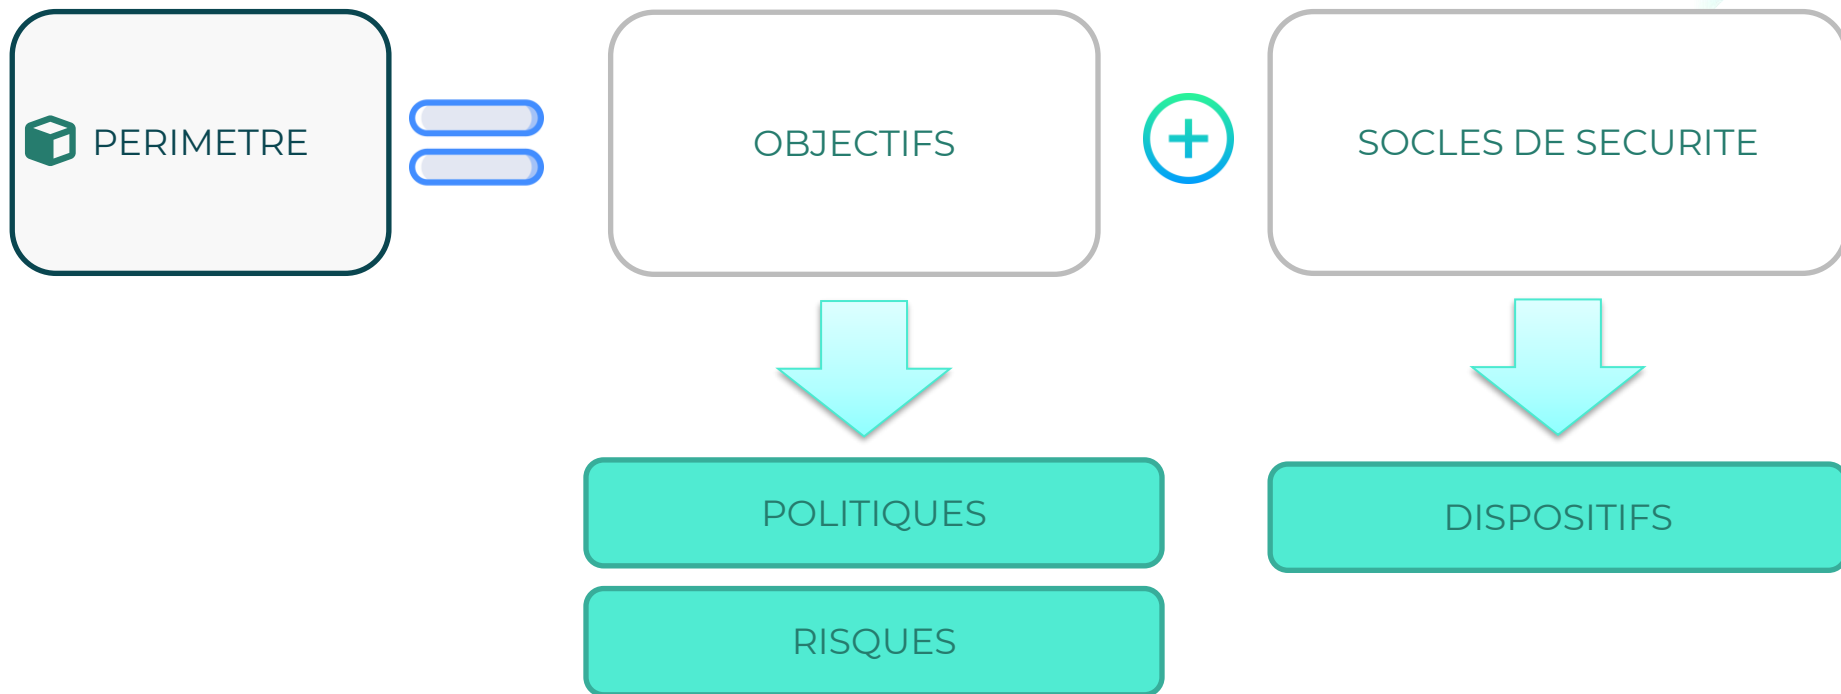 PERIMETRE
OBJECTIFS
SOCLES DE SECURITE
POLITIQUES
DISPOSITIFS
RISQUES